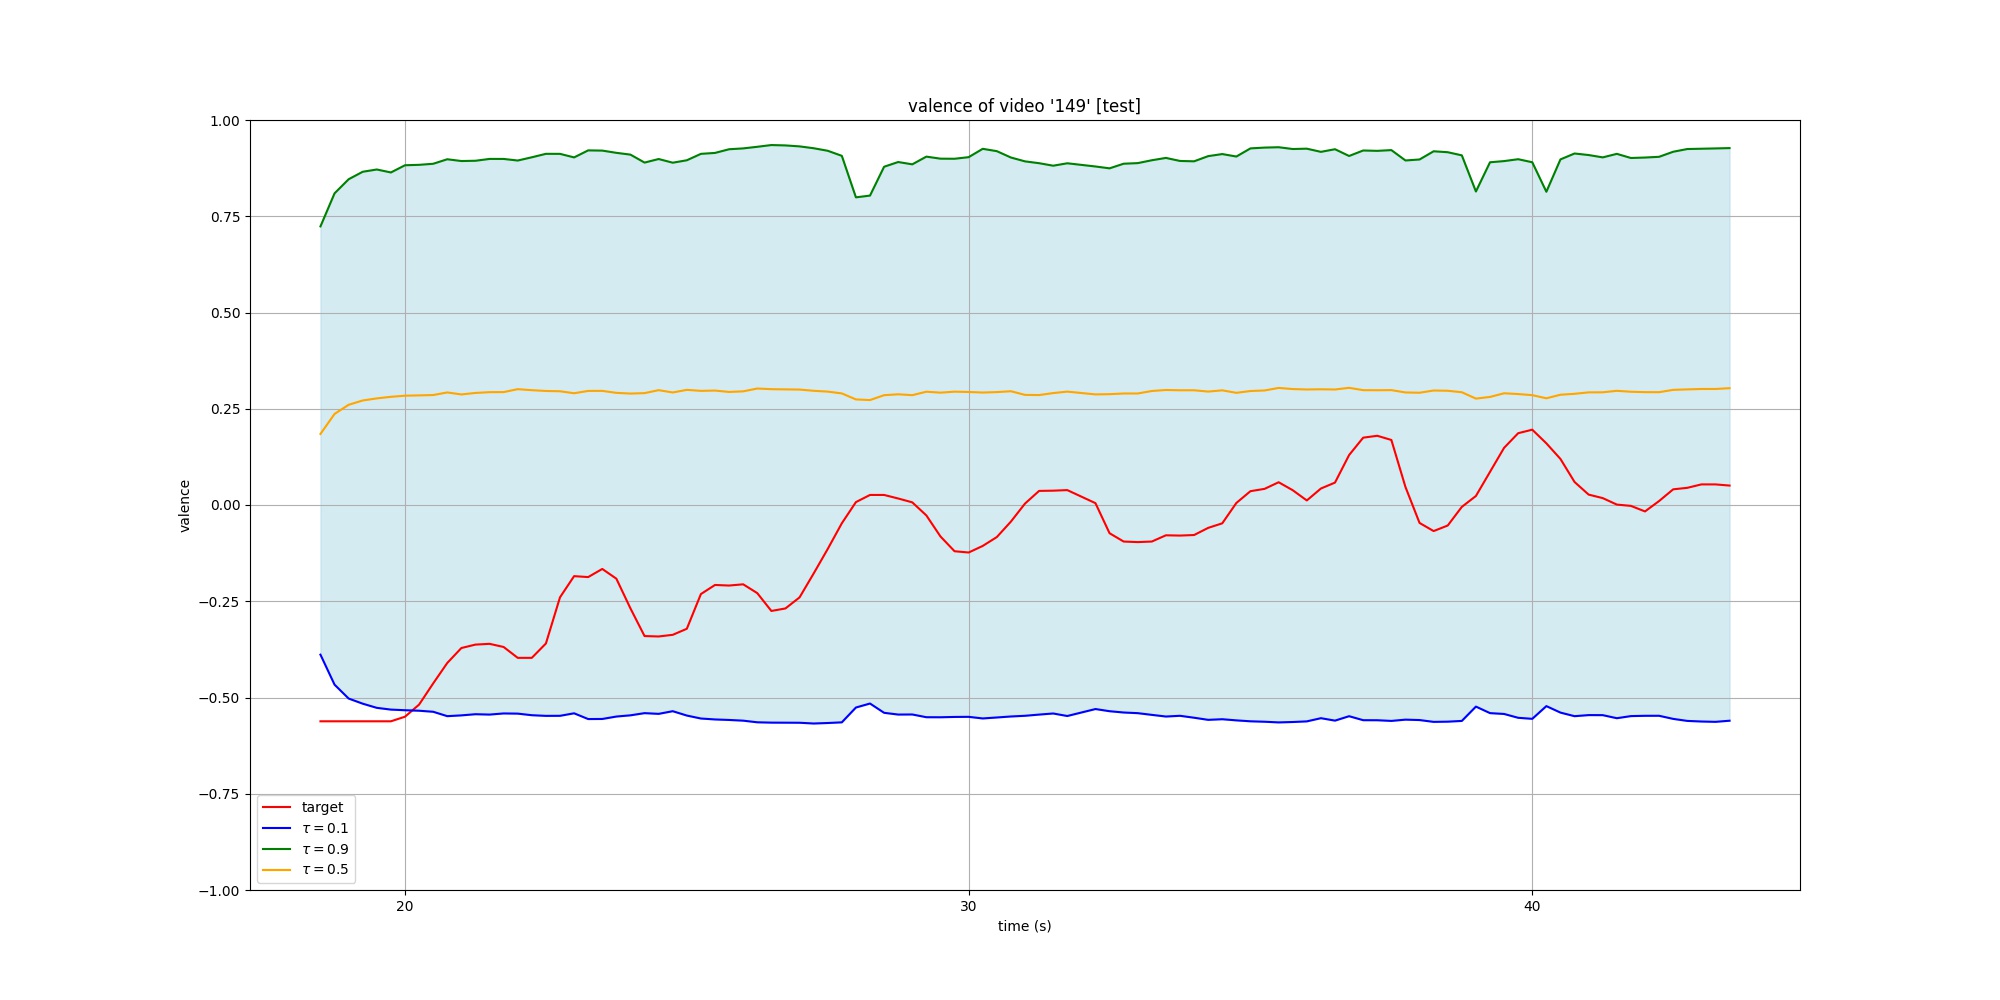 valence of video '149' [test]
1.00
0.75
0.50
0.25
0.00
−0.25
−0.50
−0.75
−1.00
valence
20
30
40
time (s)
target
τ = 0.1
τ = 0.9
τ = 0.5